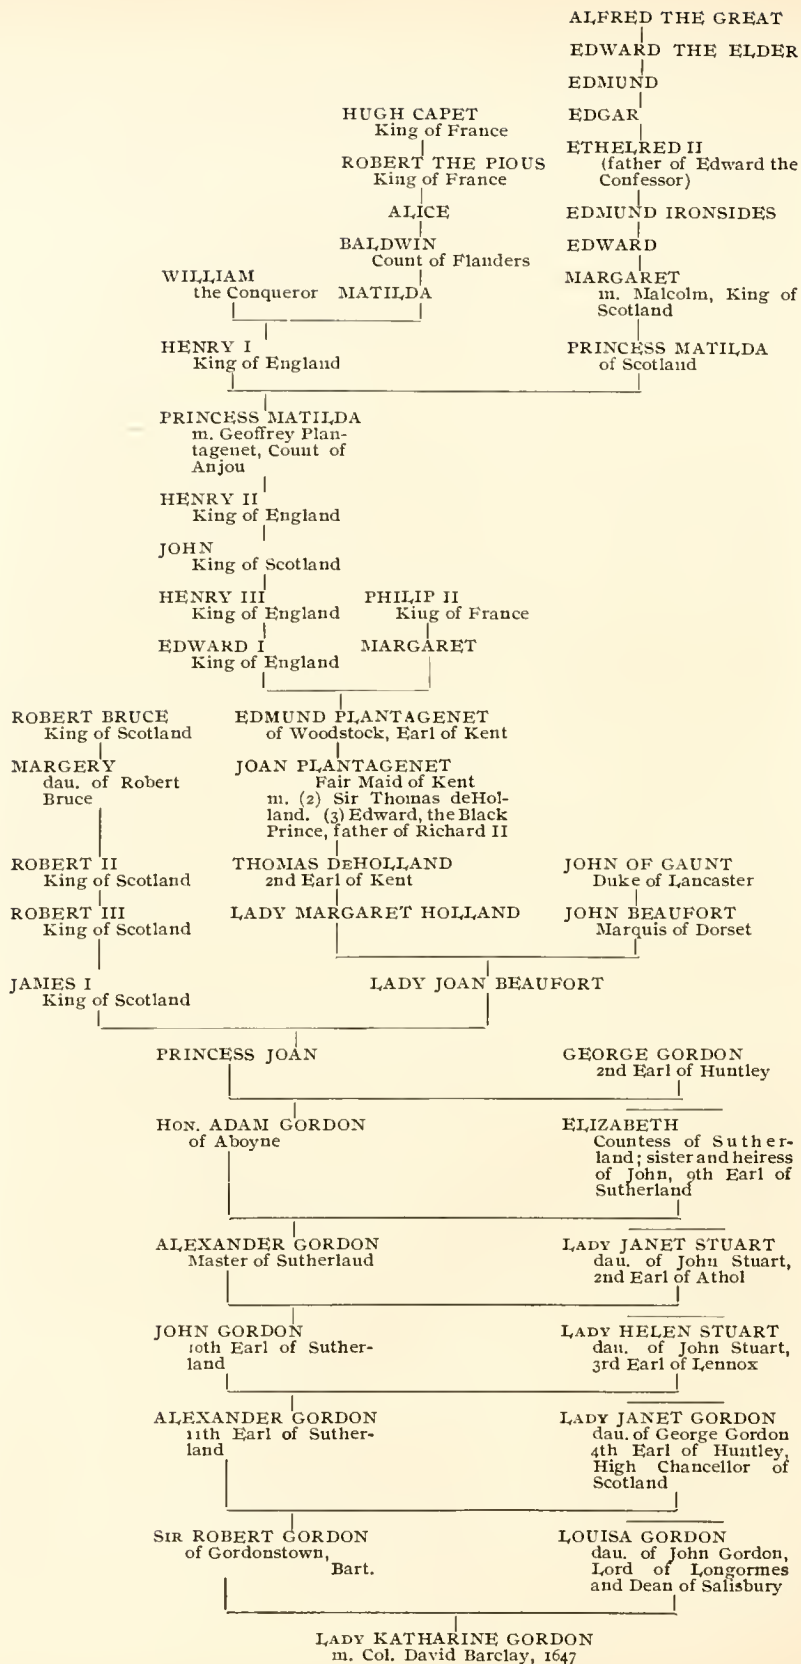 ALFRED THE GREAT
EDWARD THE ELDER
EDMUND
HUGH CAPET
King of France
EDGAR
ROBERT THE PIOUS
King of France
ETHELRED II
(father of Edward the
Confessor)
ALICE
EDMUND IRONSIDES
BALDWIN
Count of Flanders
EDWARD
WILLIAM
the Conqueror
MATILDA
MARGARET
m. Malcolm, King of
Scotland
HENRY I
King of England
PRINCESS MATILDA
of Scotland
PRINCESS MATILDA
m. Geoffrey Plan-
tagenet, Count of
Anjou
HENRY II
King of England
JOHN
King of Scotland
HENRY III
King of England
PHILIP II
Kiug of France
EDWARD I
King of England
MARGARET
ROBERT BRUCE
King of Scotland
EDMUND PLANTAGENET
of Woodstock, Earl of Kent
MARGERY
dau. of Robert
Bruce
JOAN PLANTAGENET
Fair Maid of Kent
m. (2) Sir Thomas deHol-
land. (3) Edward, the Black
Prince, father of Richard II
ROBERT II
King of Scotland
THOMAS DEHOLLAND
2nd Earl of Kent
JOHN OF GAUNT
Duke of Lancaster
ROBERT III
King of Scotland
LADY MARGARET HOLLAND
JOHN BEAUFORT
Marquis of Dorset
JAMES I
King of Scotland
LADY JOAN BEAUFORT
PRINCESS JOAN
GEORGE GORDON
2nd Earl of Huntley
HON. ADAM GORDON
of Aboyne
ELIZABETH
Countess of Suther-
land; sister and heiress
of John, 9th Earl of
Sutherland
ALEXANDER GORDON
Master of Sutherlaud
LADY JANET STUART
dau. of John Stuart,
2nd Earl of Athol
JOHN GORDON
10th Earl of Suther-
land
LADY HELEN STUART
dau. of John Stuart,
3rd Earl of Lennox
ALEXANDER GORDON
11th Earl of Suther-
land
LADY JANET GORDON
dau. of George Gordon
4th Earl of Huntley,
High Chancellor of
Scotland
SIR ROBERT GORDON
of Gordonstown,
Bart.
LOUISA GORDON
dau. of John Gordon,
Lord of Longormes
and Dean of Salisbury
LADY KATHARINE GORDON
m. Col. David Barclay, 1647